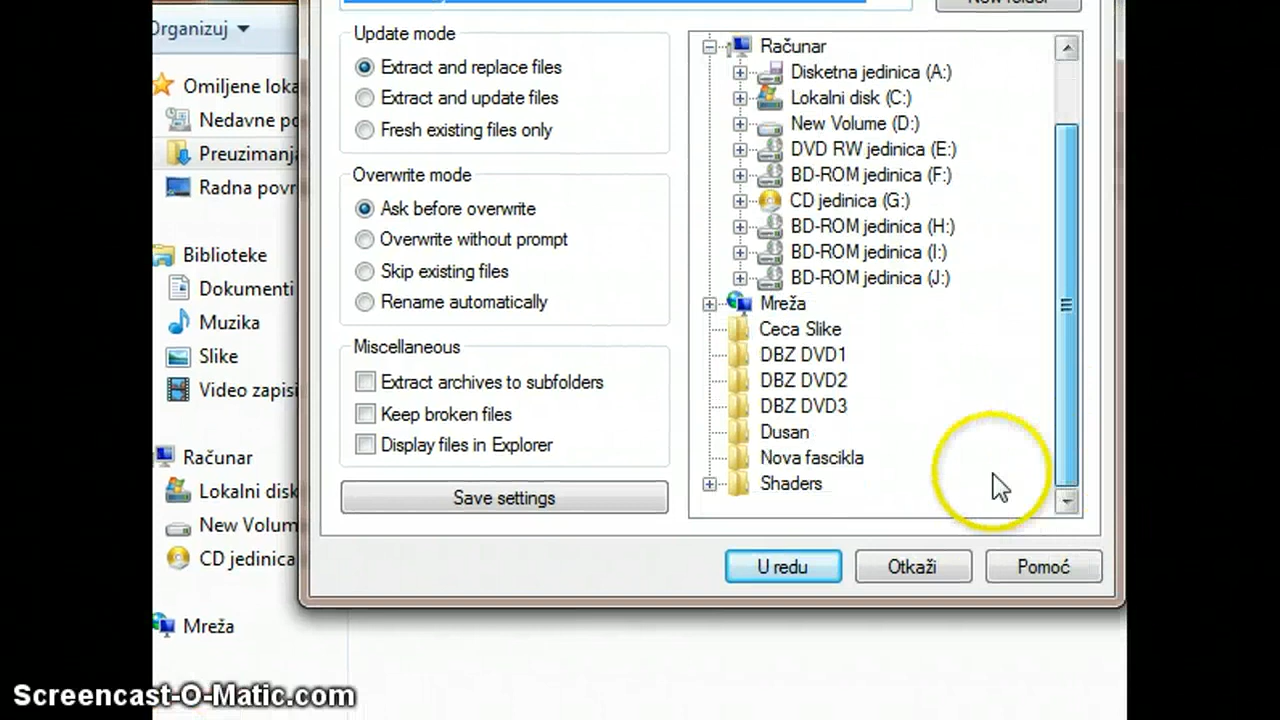 Organizuj
Omiljene loka
Nedavne po
Preuzimanja
Radna povr
Biblioteke
Dokumenti
Muzika
Slike
Video zapisi
Računar
Lokalni disk
New Volum
CD jedinica
Mreža
New folder
Update mode
Extract and replace files
Extract and update files
Fresh existing files only
Overwrite mode
Ask before overwrite
Overwrite without prompt
Skip existing files
Rename automatically
Miscellaneous
Extract archives to subfolders
Keep broken files
Display files in Explorer
Save settings
Računar
Disketna jedinica (A:)
Lokalni disk (C:)
New Volume (D:)
DVD RW jedinica (E:)
BD-ROM jedinica (F:)
CD jedinica (G:)
BD-ROM jedinica (H:)
BD-ROM jedinica (I:)
BD-ROM jedinica (J:)
Mreža
Ceca Slike
DBZ DVD1
DBZ DVD2
DBZ DVD3
Dusan
Nova fascikla
Shaders
U redu
Otkaži
Pomoć
Screencast-O-Matic.com